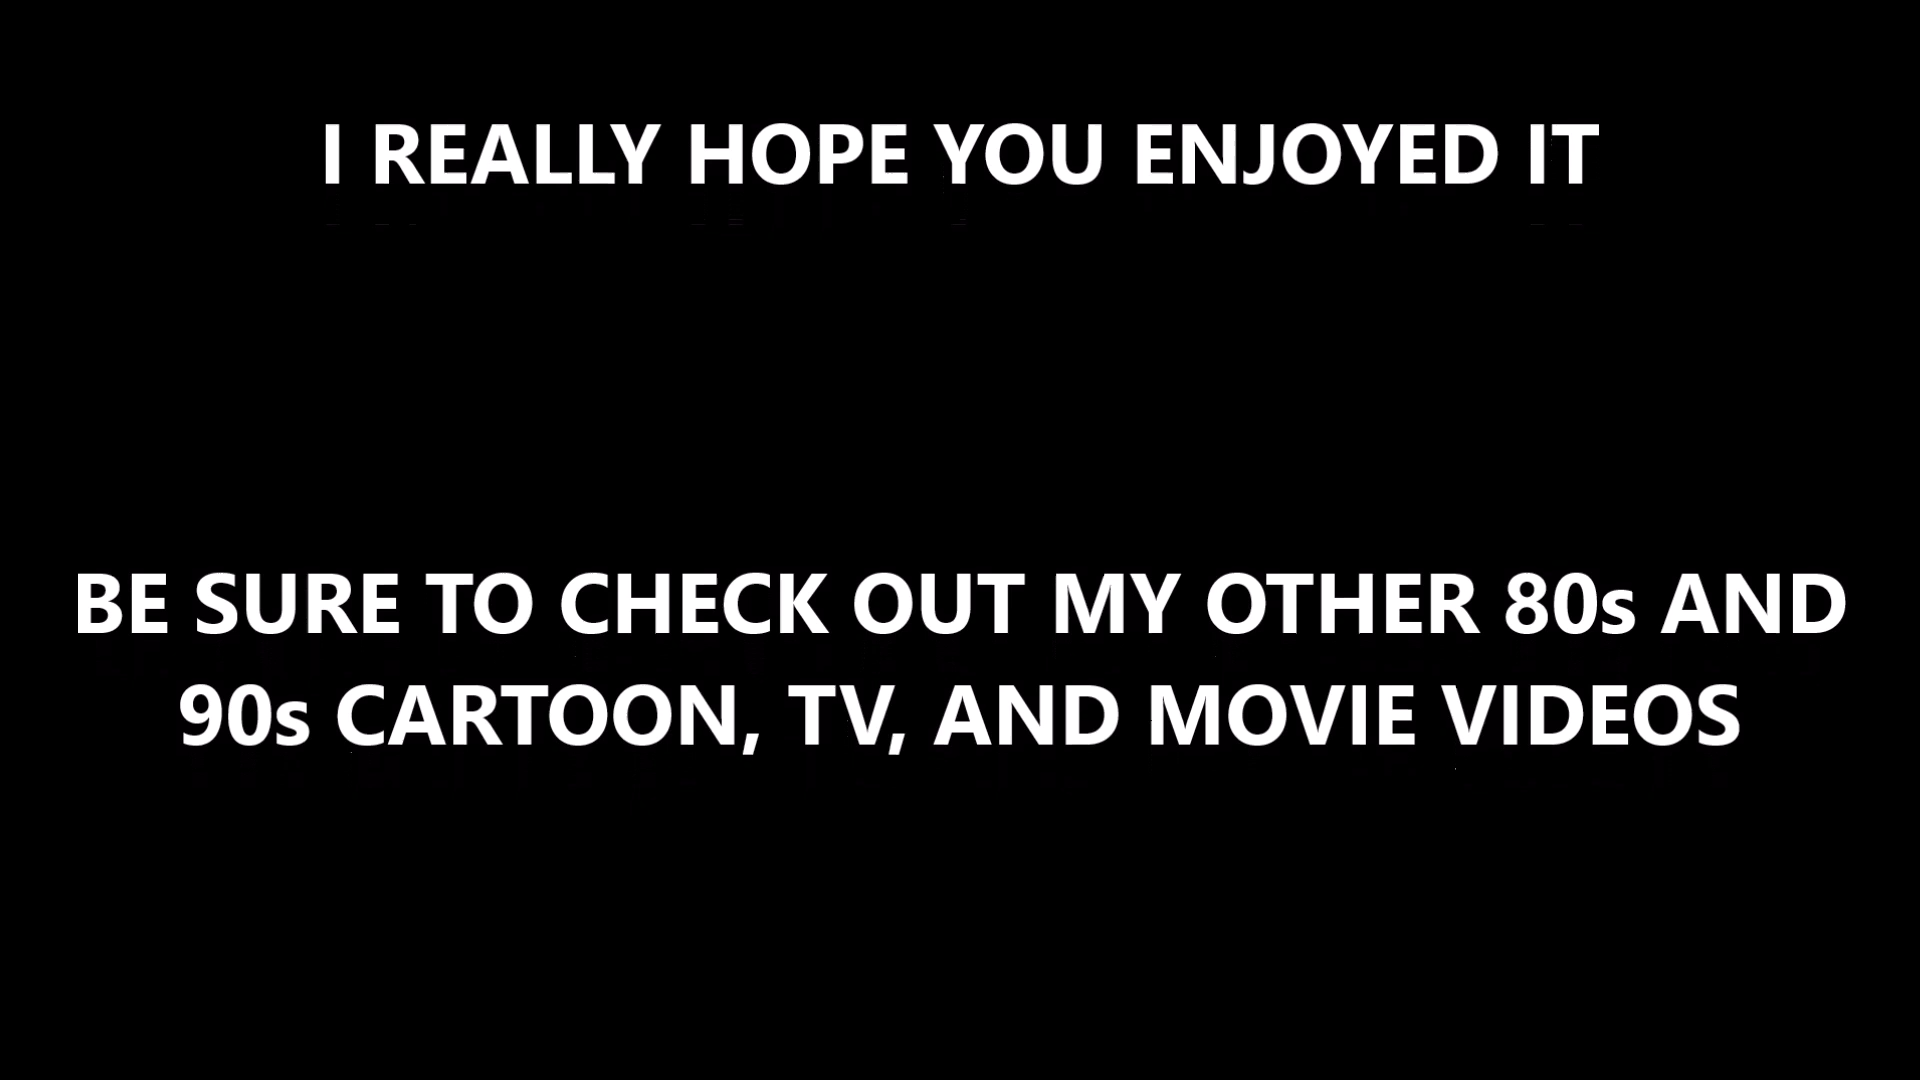 I REALLY HOPE YOU ENJOYED IT
BE SURE TO CHECK OUT MY OTHER 80s AND
90s CARTOON, TV, AND MOVIE VIDEOS